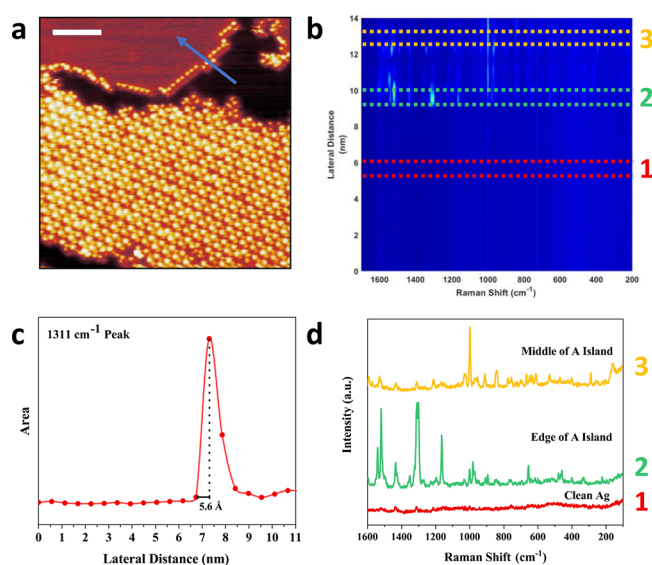 a
b
14
12
10
8
6
4
2
0
Lateral Distance
(nm)
1600
1400
1200
1000
800
600
400
200
Raman Shift (cm-1)
3
2
1
c
1311 cm-1 Peak
Area
5.6 Å
0 1 2 3 4 5 6 7 8 9 10 11
Lateral Distance (nm)
d
Intensity (a.u.)
Middle of A Island
3
Edge of A Island
2
Clean Ag
1
1600 1400 1200 1000 800 600 400 200
Raman Shift (cm-1)